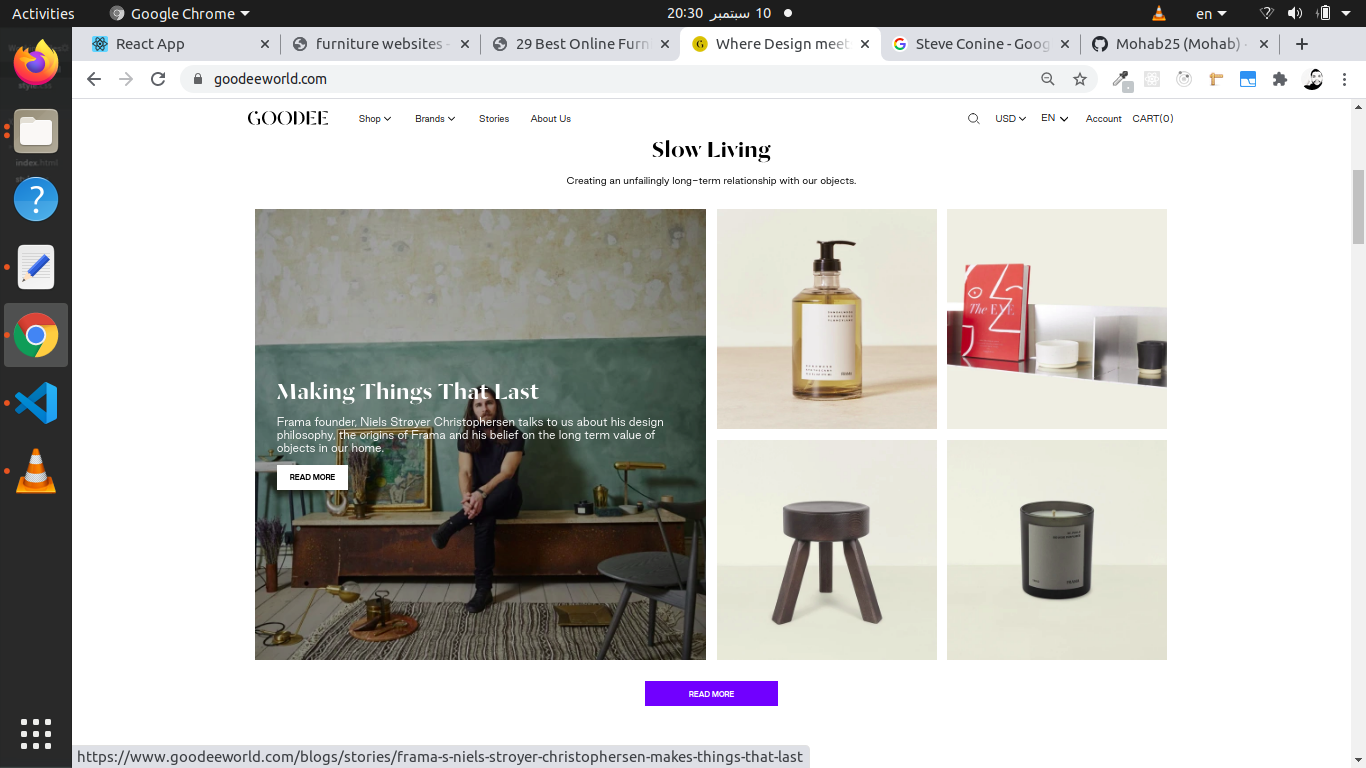 Activities
Google Chrome
10 سبتمبر 20:30
en
React App
furniture websites -
29 Best Online Furni
Where Design meet
Steve Conine - Goog
Mohab25 (Mohab) ·
goodeeworld.com
GOODEE
Shop
Brands
Stories
About Us
USD
EN
Account
CART(0)
Slow Living
Creating an unfailingly long-term relationship with our objects.
Making Things That Last
Frama founder, Niels Strøyer Christophersen talks to us about his design
philosophy, the origins of Frama and his belief on the long term value of
objects in our home.
READ MORE
The EYE
FRAMA
READ MORE
index.html
https://www.goodeeworld.com/blogs/stories/frama-s-niels-stroyer-christophersen-makes-things-that-last